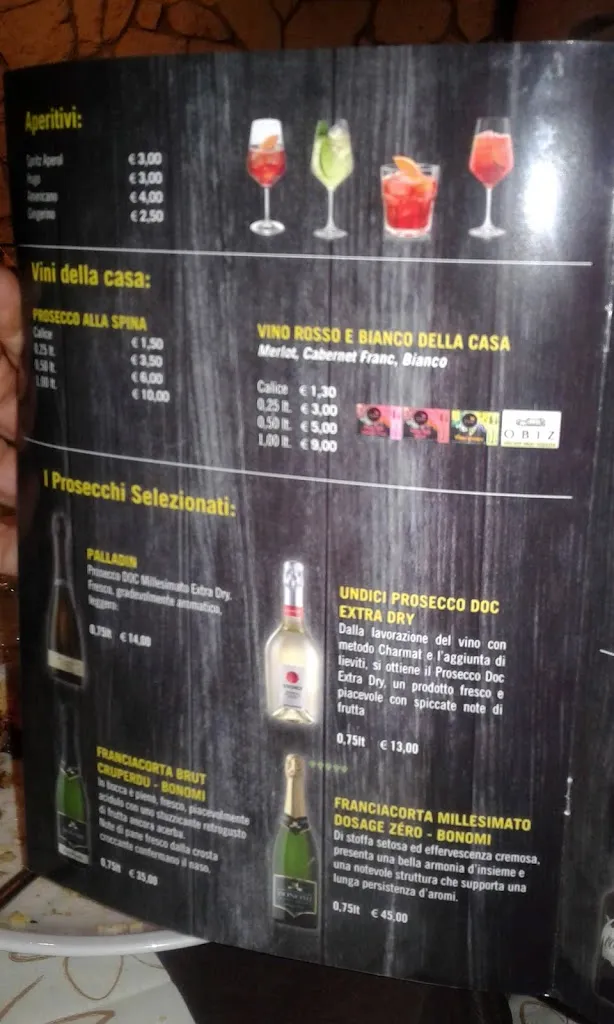 Aperitivi:
Spritz Aperol € 3,00
Hugo € 3,00
Americano € 4,00
Gingerino € 2,50
Vini della casa:
PROSECCO ALLA SPINA
Calice € 1,50
0,25 lt. € 3,50
0,50 lt. € 6,00
1,00 lt. € 10,00
VINO ROSSO E BIANCO DELLA CASA
Merlot, Cabernet Franc, Bianco
Calice € 1,30
0,25 lt. € 3,00
0,50 lt. € 5,00
1,00 lt. € 9,00
OBIZ
I Prosecchi Selezionati:
PALLADIN
Prosecco DOC Millesimato Extra Dry.
Fresco, gradevolmente aromatico,
leggero.
0,75lt € 14,00
UNDICI PROSECCO DOC
EXTRA DRY
Dalla lavorazione del vino con
metodo Charmat e l'aggiunta di
lieviti, si ottiene il Prosecco Doc
Extra Dry, un prodotto fresco e
piacevole con spiccate note di
frutta
0,75lt € 13,00
FRANCIACORTA BRUT
CRUPERDU - BONOMI
In bocca è piene, fresco, piacevolmente
acidulo con uno stuzzicante retrogusto
di frutta ancora acerba.
Note di pane fresco dalla crosta
croccante confermano il naso.
0,75lt € 35,00
FRANCIACORTA MILLESIMATO
DOSAGE ZÉRO - BONOMI
Di stoffa setosa ed effervescenza cremosa,
presenta una bella armonia d'insieme e
una notevole struttura che supporta una
lunga persistenza d'aromi.
0,75lt € 45,00
BONOMI